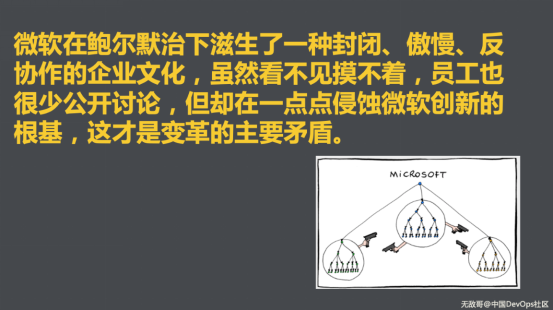 微软在鲍尔默治下滋生了一种封闭、傲慢、反
协作的企业文化，虽然看不见摸不着，员工也
很少公开讨论，但却在一点点侵蚀微软创新的
根基，这才是变革的主要矛盾。
MICROSOFT
无敌哥@中国DevOps社区